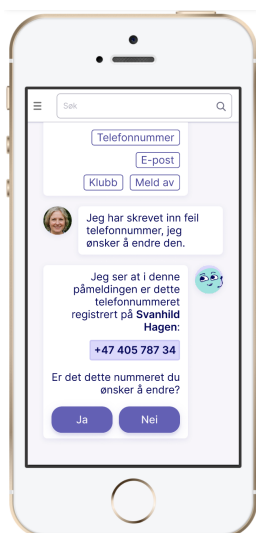 Søk
Telefonnummer
E-post
Klubb Meld av
Jeg har skrevet inn feil
telefonnummer, jeg
ønsker å endre den.
Jeg ser at i denne
påmeldingen er dette
telefonnummeret
registrert på Svanhild
Hagen:
+47 405 787 34
Er det dette nummeret du
ønsker å endre?
Ja Nei